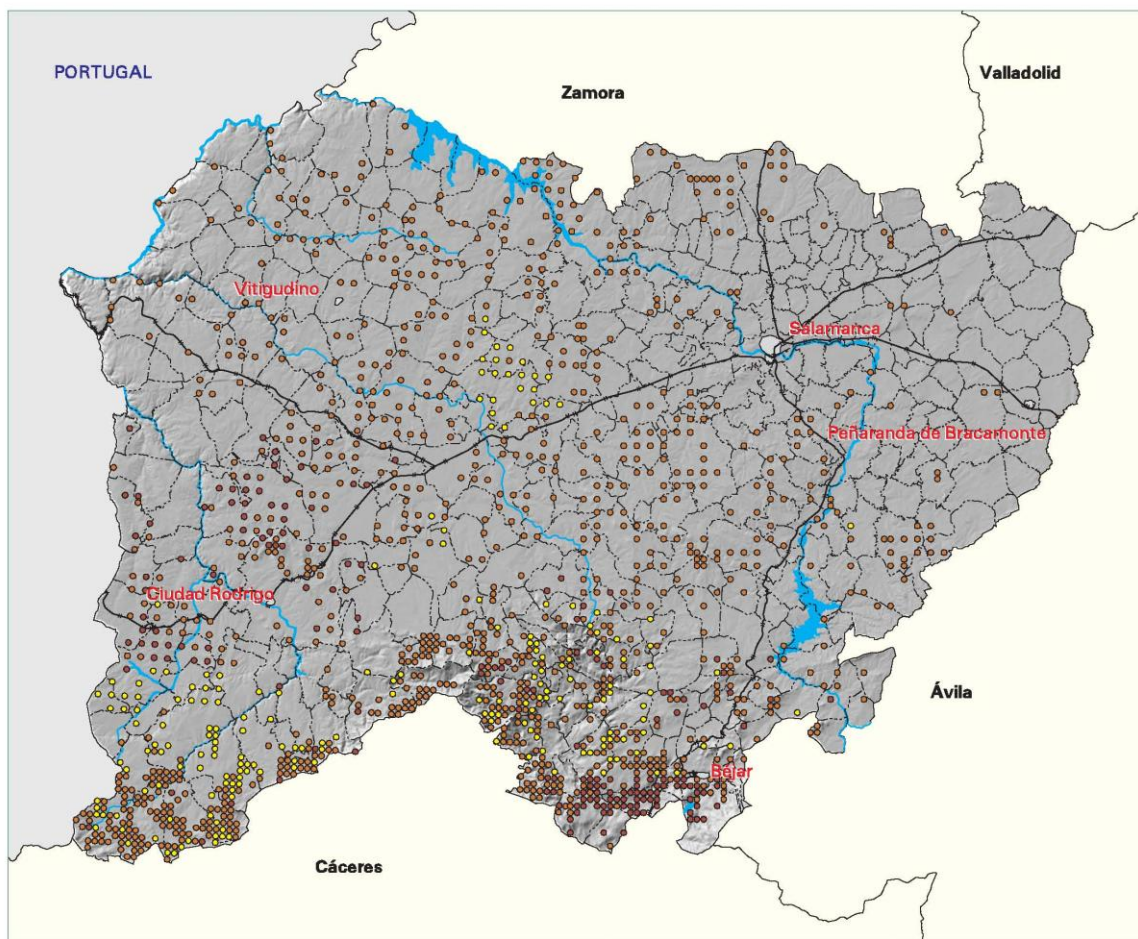 PORTUGAL
Valladolid
Zamora
Vitigudino
Salamanca
Peñaranda de Bracamonte
Ciudad Rodrigo
Ávila
Béjar
Cáceres